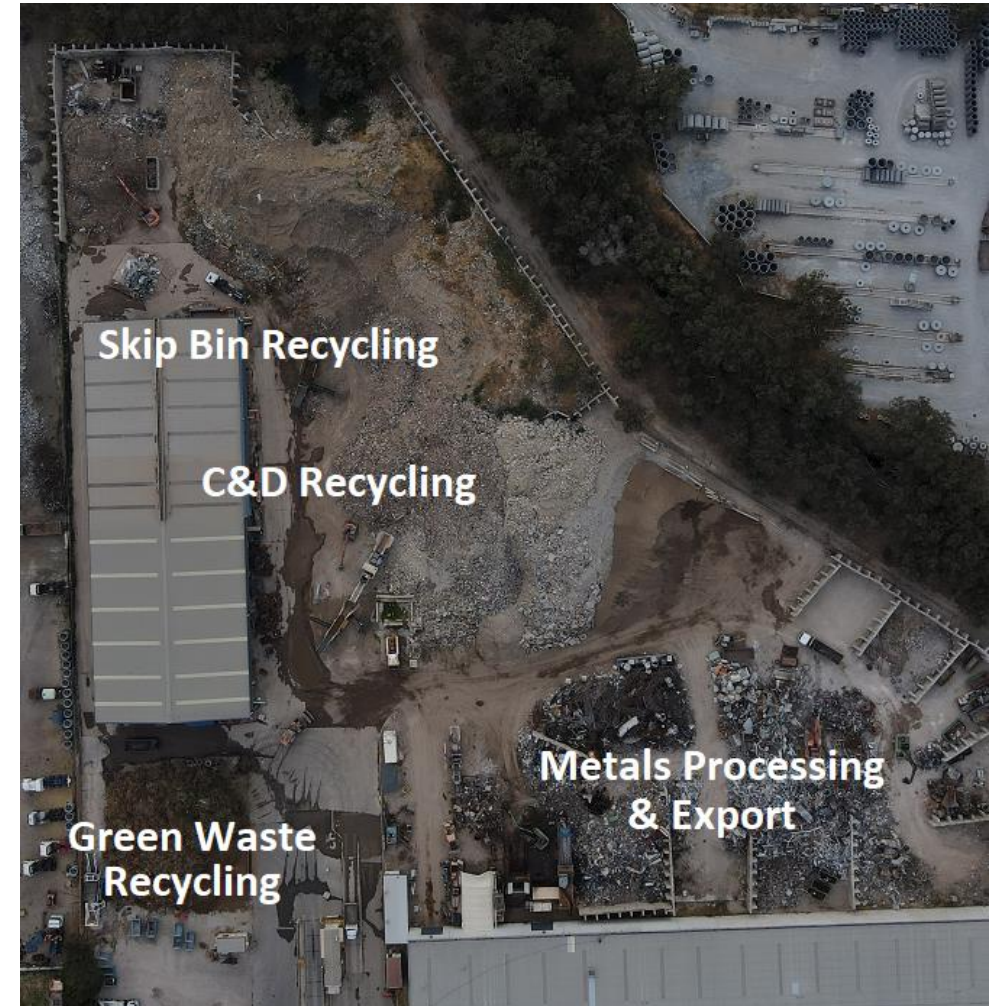 Skip Bin Recycling
C&D Recycling
Metals Processing
& Export
Green Waste
Recycling